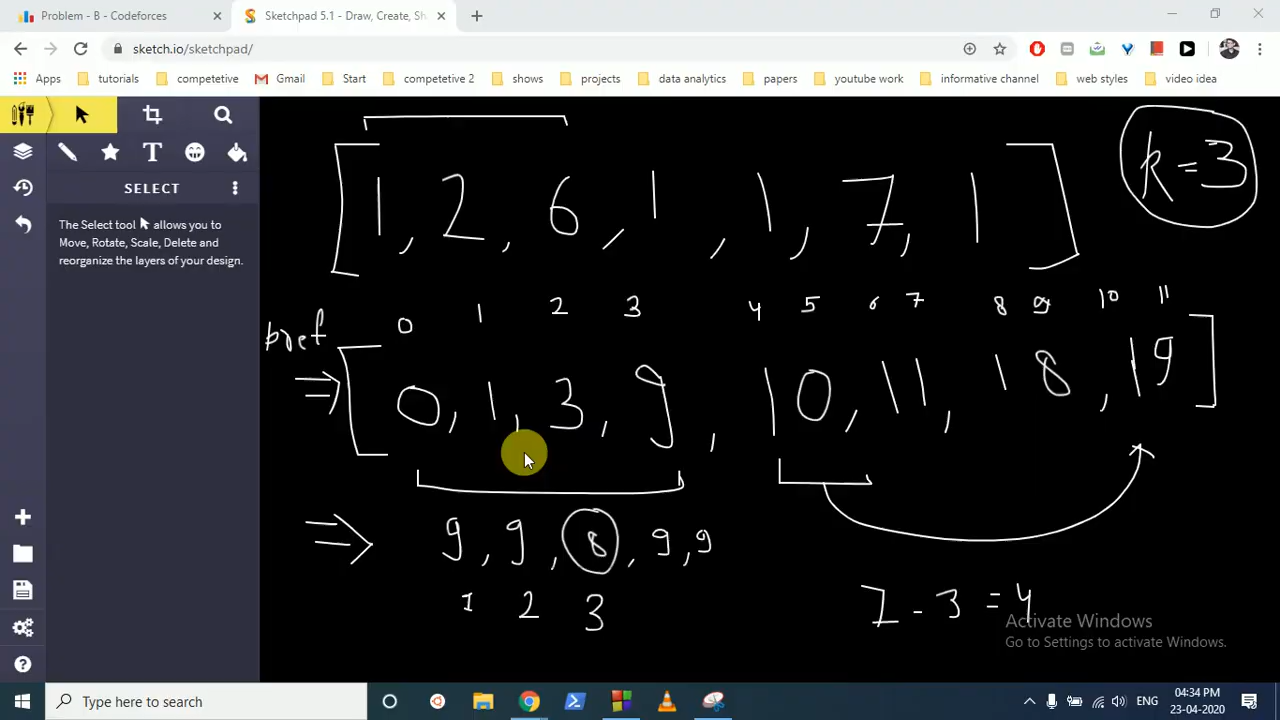 Problem - B - Codeforces
Sketchpad 5.1 - Draw, Create, Sh
sketch.io/sketchpad/
Apps tutorials competetive Gmail Start competetive 2 shows projects data analytics papers youtube work informative channel web styles video idea
SELECT
The Select tool allows you to
Move, Rotate, Scale, Delete and
reorganize the layers of your design.
k=3
[1, 2, 6, 1, 1, 7, 1]
0 1 2 3 4 5 6 7 8 9 10 11
pref
⇒ [0, 1, 3, 9, 10, 11, 18, 19]
⇒ 9, 9, 8, 9, 9
1 2 3
7 - 3 = 4
Activate Windows
Go to Settings to activate Windows.
Type here to search
ENG
04:34 PM
23-04-2020